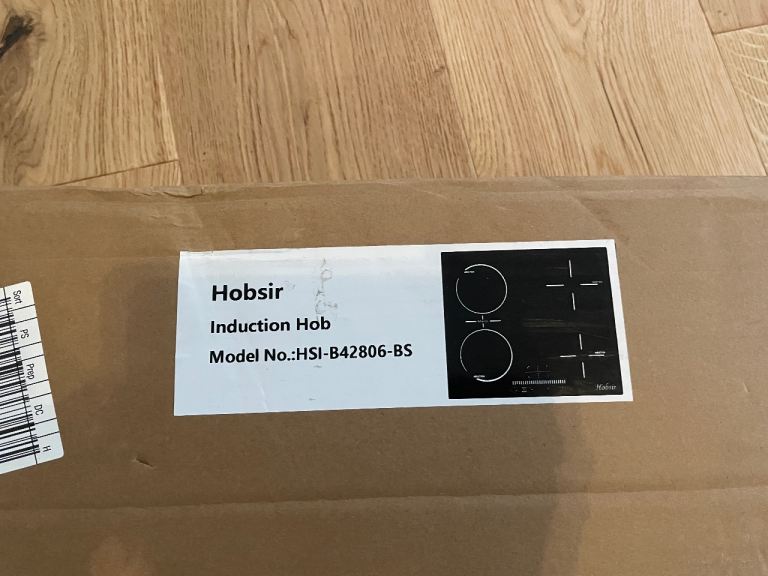 Hobsir
Induction Hob
Model No.:HSI-B42806-BS
Hobsir
Sort
PS
Prep
DC
H